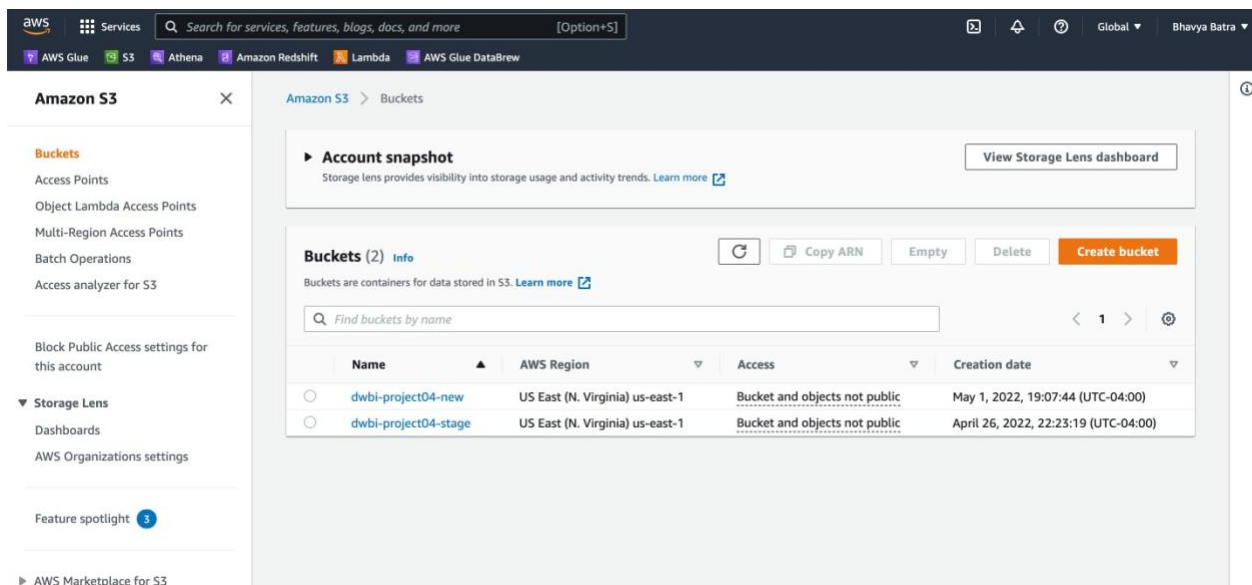 aws Services Search for services, features, blogs, docs, and more [Option+S] Global Bhavya Batra
AWS Glue S3 Athena Amazon Redshift Lambda AWS Glue DataBrew
Amazon S3
Buckets
Access Points
Object Lambda Access Points
Multi-Region Access Points
Batch Operations
Access analyzer for S3
Block Public Access settings for
this account
Storage Lens
Dashboards
AWS Organizations settings
Feature spotlight 3
AWS Marketplace for S3
Amazon S3 > Buckets
Account snapshot
Storage lens provides visibility into storage usage and activity trends. Learn more
View Storage Lens dashboard
Buckets (2) Info
Copy ARN Empty Delete Create bucket
Buckets are containers for data stored in S3. Learn more
Find buckets by name
< 1 >
Name AWS Region Access Creation date
dwbi-project04-new US East (N. Virginia) us-east-1 Bucket and objects not public May 1, 2022, 19:07:44 (UTC-04:00)
dwbi-project04-stage US East (N. Virginia) us-east-1 Bucket and objects not public April 26, 2022, 22:23:19 (UTC-04:00)